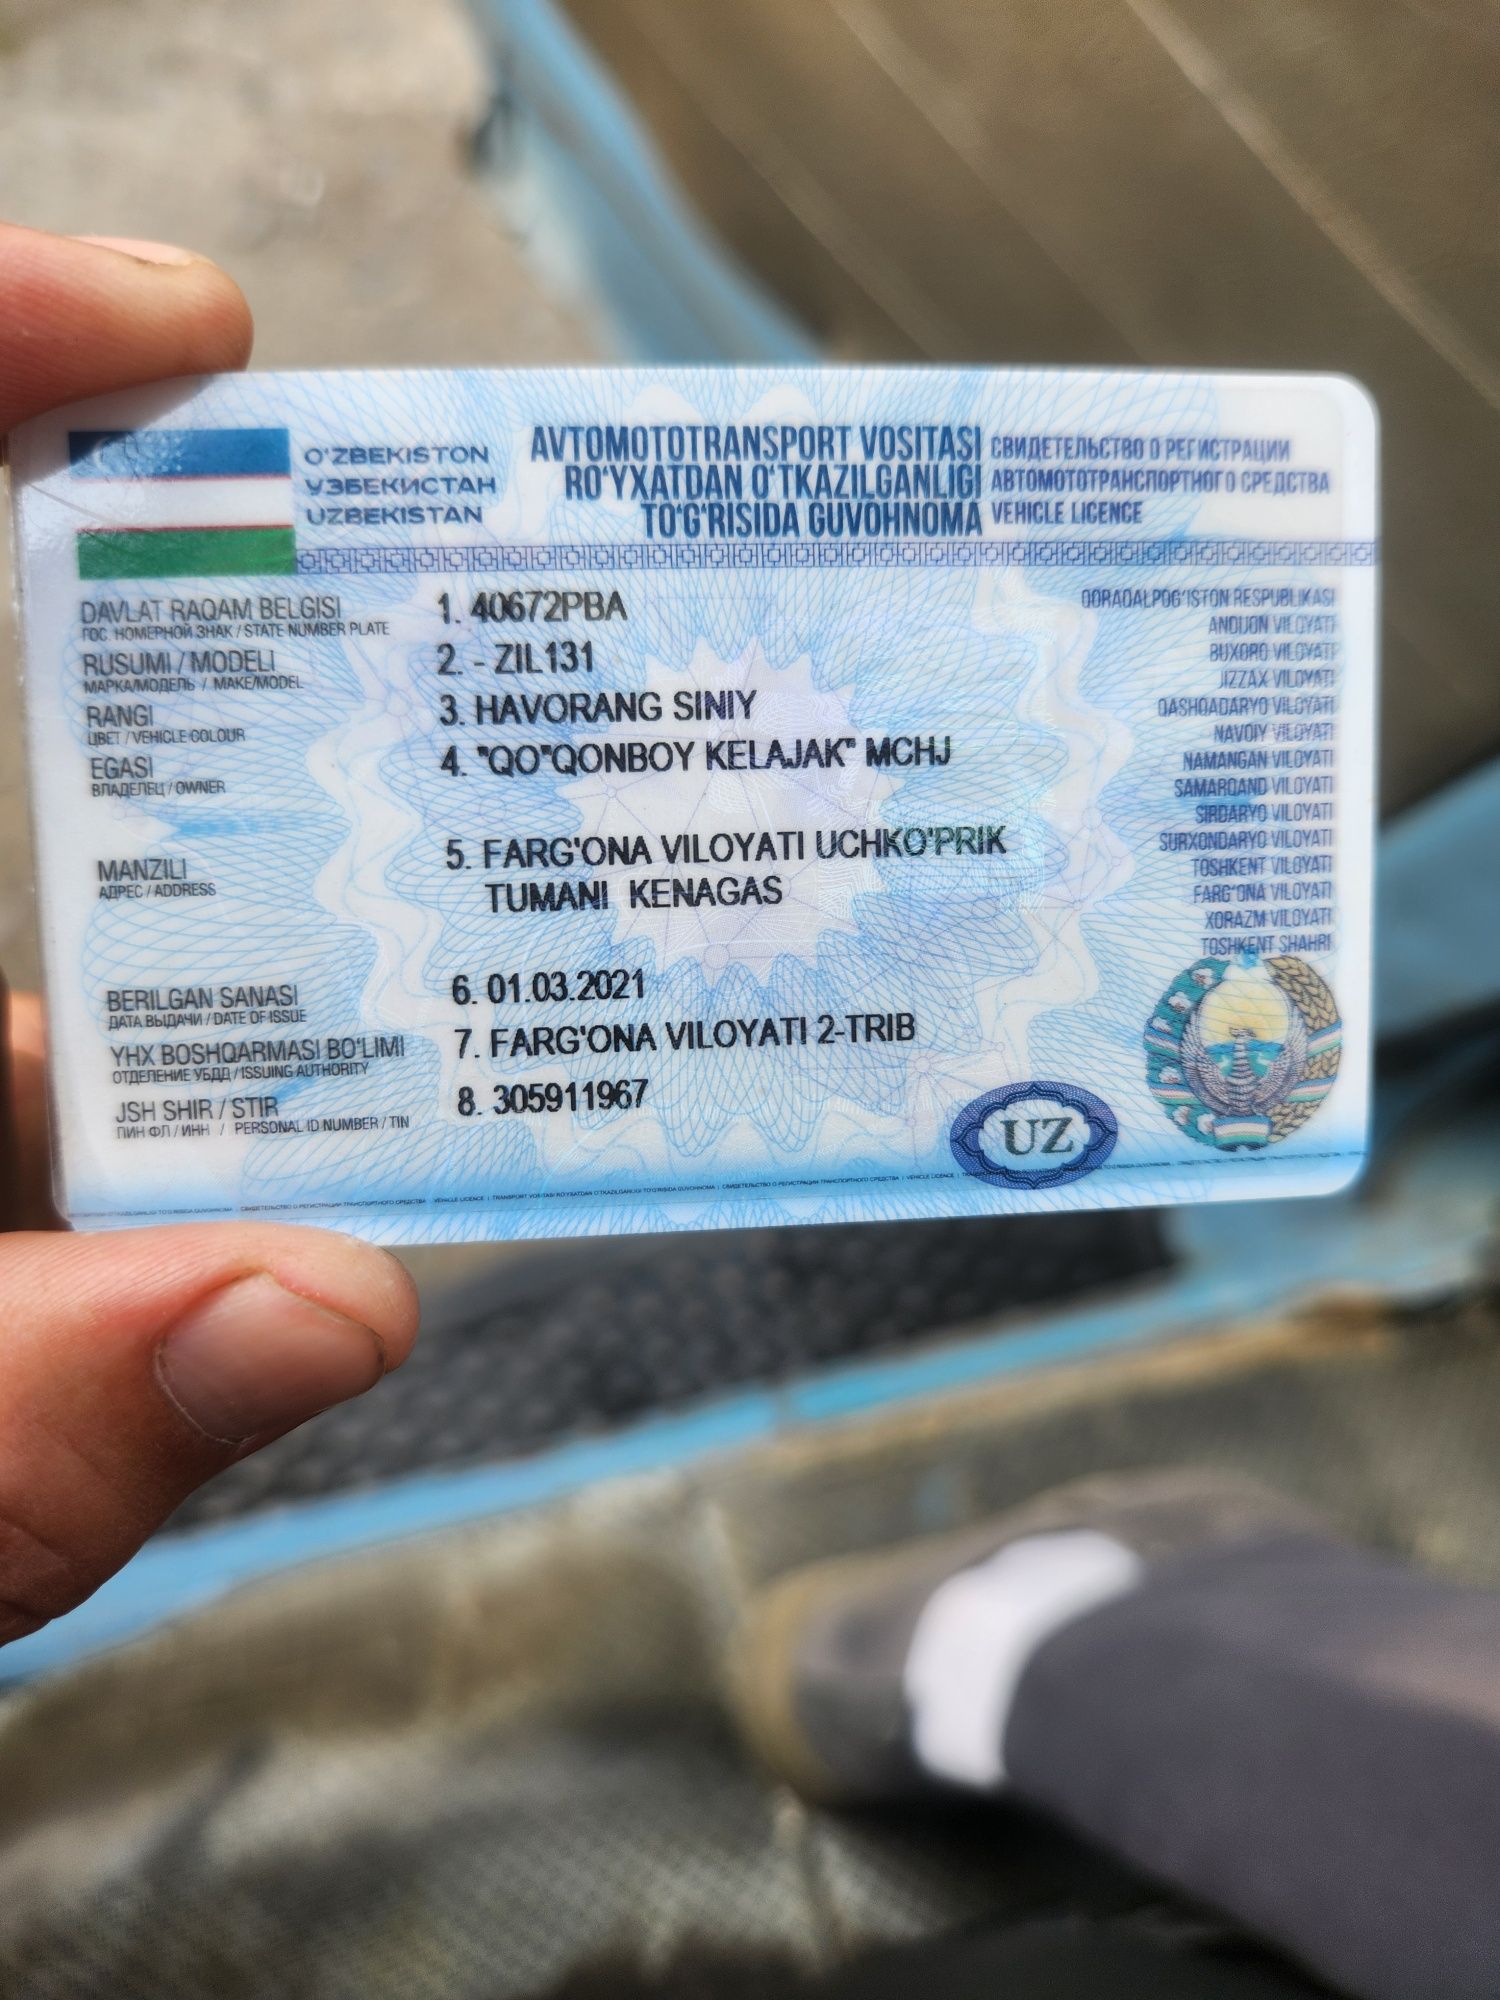 O'ZBEKISTON
УЗБЕКИСТАН
UZBEKISTAN
AVTOMOTOTRANSPORT VOSITASI
RO'YXATDAN O'TKAZILGANLIGI
TO'G'RISIDA GUVOHNOMA
СВИДЕТЕЛЬСТВО О РЕГИСТРАЦИИ
АВТОМОТОТРАНСПОРТНОГО СРЕДСТВА
VEHICLE LICENCE
DAVLAT RAQAM BELGISI
ГОС. НОМЕРНОЙ ЗНАК / STATE NUMBER PLATE
1. 40672PBA
RUSUMI / MODELI
МАРКА/МОДЕЛЬ / MAKE/MODEL
2. - ZIL131
RANGI
ЦВЕТ / VEHICLE COLOUR
3. HAVORANG SINIY
EGASI
ВЛАДЕЛЕЦ / OWNER
4. "QO"QONBOY KELAJAK" MCHJ
MANZILI
АДРЕС / ADDRESS
5. FARG'ONA VILOYATI UCHKO'PRIK
TUMANI KENAGAS
BERILGAN SANASI
ДАТА ВЫДАЧИ / DATE OF ISSUE
6. 01.03.2021
YHX BOSHQARMASI BO'LIMI
ОТДЕЛЕНИЕ УБДД / ISSUING AUTHORITY
7. FARG'ONA VILOYATI 2-TRIB
JSH SHIR / STIR
ПИН ФЛ / ИНН / PERSONAL ID NUMBER / TIN
8. 305911967
QORAQALPOG'ISTON RESPUBLIKASI
ANDIJON VILOYATI
BUXORO VILOYATI
JIZZAX VILOYATI
QASHQADARYO VILOYATI
NAVOIY VILOYATI
NAMANGAN VILOYATI
SAMARQAND VILOYATI
SIRDARYO VILOYATI
SURXONDARYO VILOYATI
TOSHKENT VILOYATI
FARG'ONA VILOYATI
XORAZM VILOYATI
TOSHKENT SHAHRI
UZ